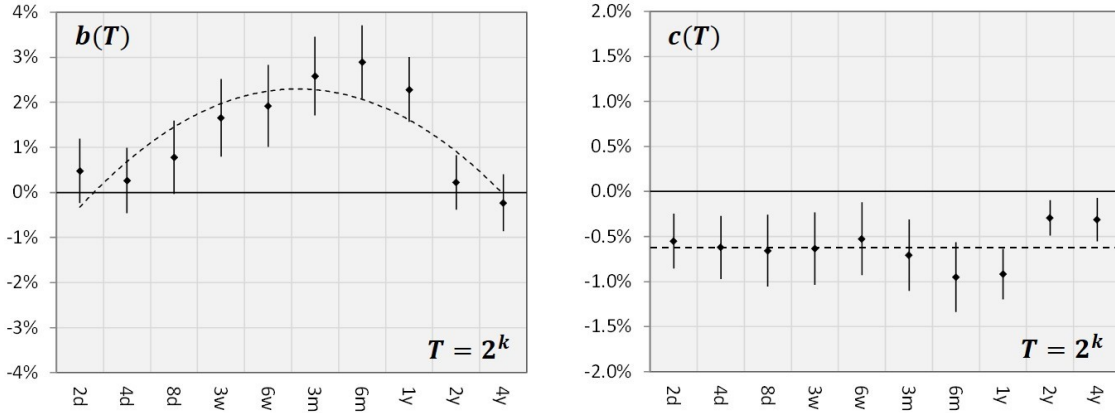 4%
3%
2%
1%
0%
-1%
-2%
-3%
-4%
b(T)
T = 2^k
2d
4d
8d
3w
6w
3m
6m
1y
2y
4y
2.0%
1.5%
1.0%
0.5%
0.0%
-0.5%
-1.0%
-1.5%
-2.0%
c(T)
T = 2^k
2d
4d
8d
3w
6w
3m
6m
1y
2y
4y